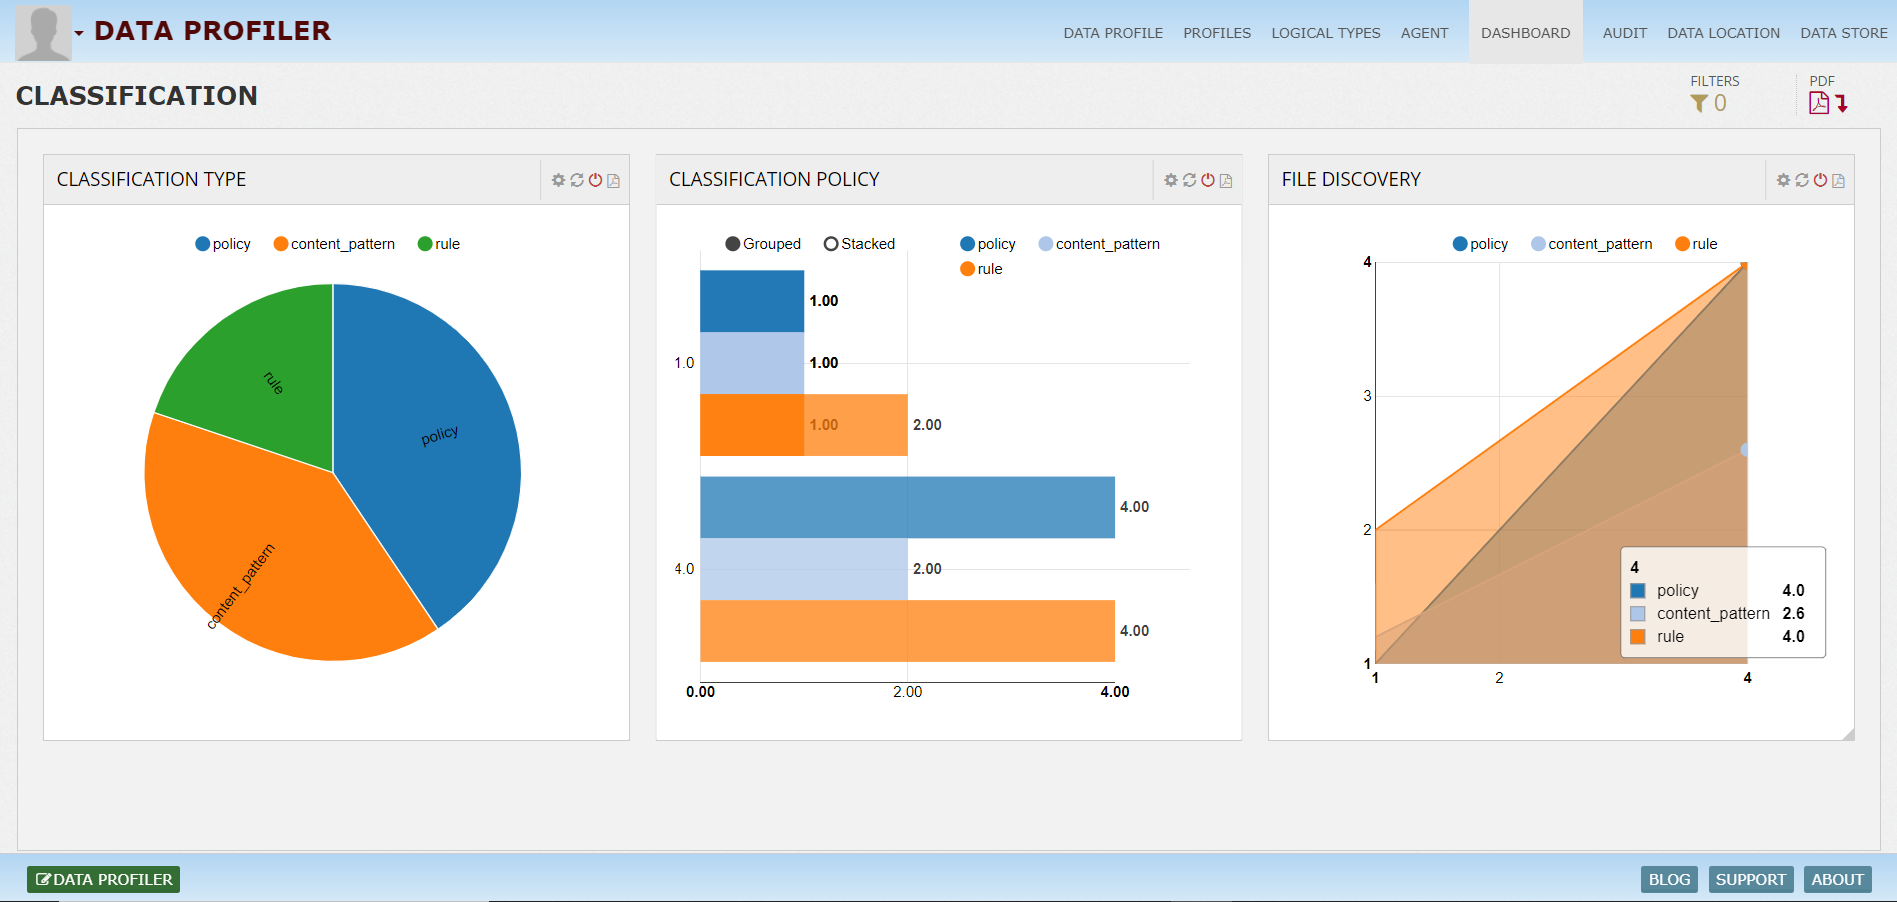 DATA PROFILER
DATA PROFILE PROFILES LOGICAL TYPES AGENT DASHBOARD AUDIT DATA LOCATION DATA STORE
CLASSIFICATION
FILTERS
0
PDF
CLASSIFICATION TYPE
policy content_pattern rule
rule
policy
content_pattern
CLASSIFICATION POLICY
Grouped Stacked policy content_pattern
rule
1.00
1.0 1.00
1.00 2.00
4.00
4.0 2.00
4.00
0.00 2.00 4.00
FILE DISCOVERY
policy content_pattern rule
4
3
2
4
policy 4.0
content_pattern 2.6
rule 4.0
1
1 2 4
DATA PROFILER
BLOG SUPPORT ABOUT